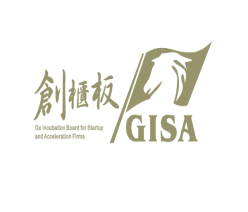 創櫃板
Go Incubation Board for Startup
and Acceleration Firms
GISA